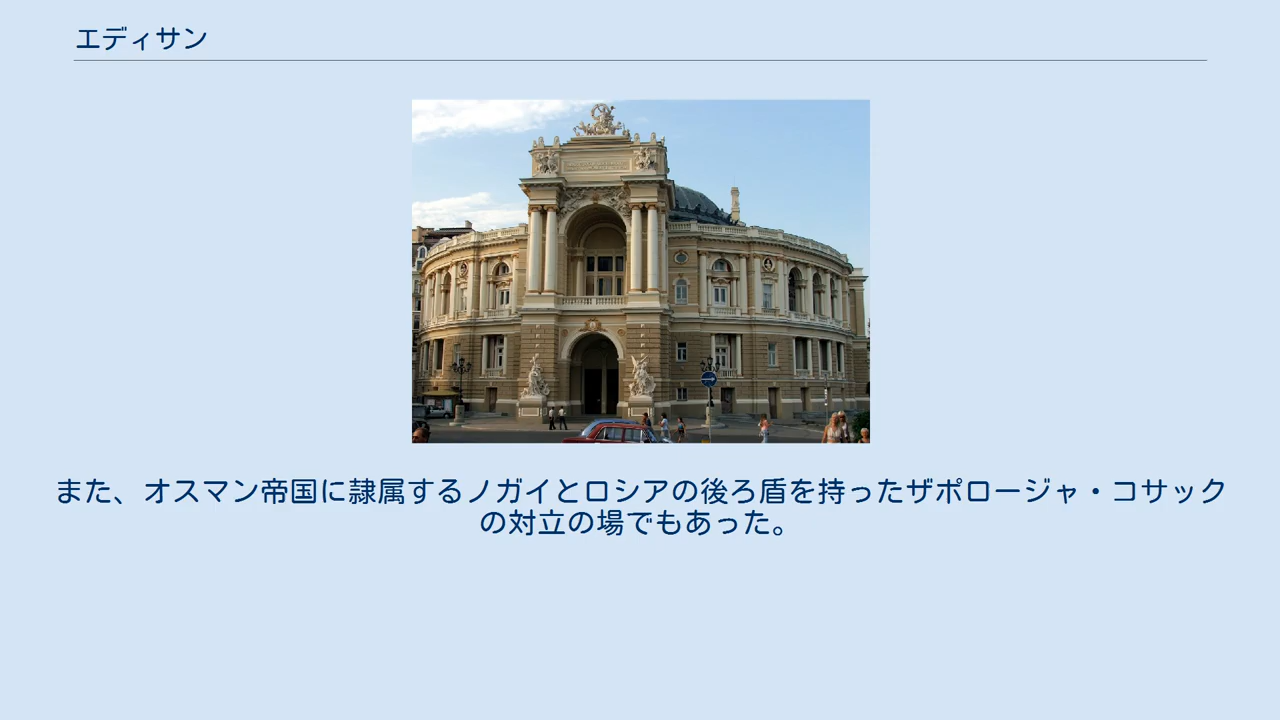 エディサン
また、オスマン帝国に隷属するノガイとロシアの後ろ盾を持ったザポロージャ・コサック
の対立の場でもあった。